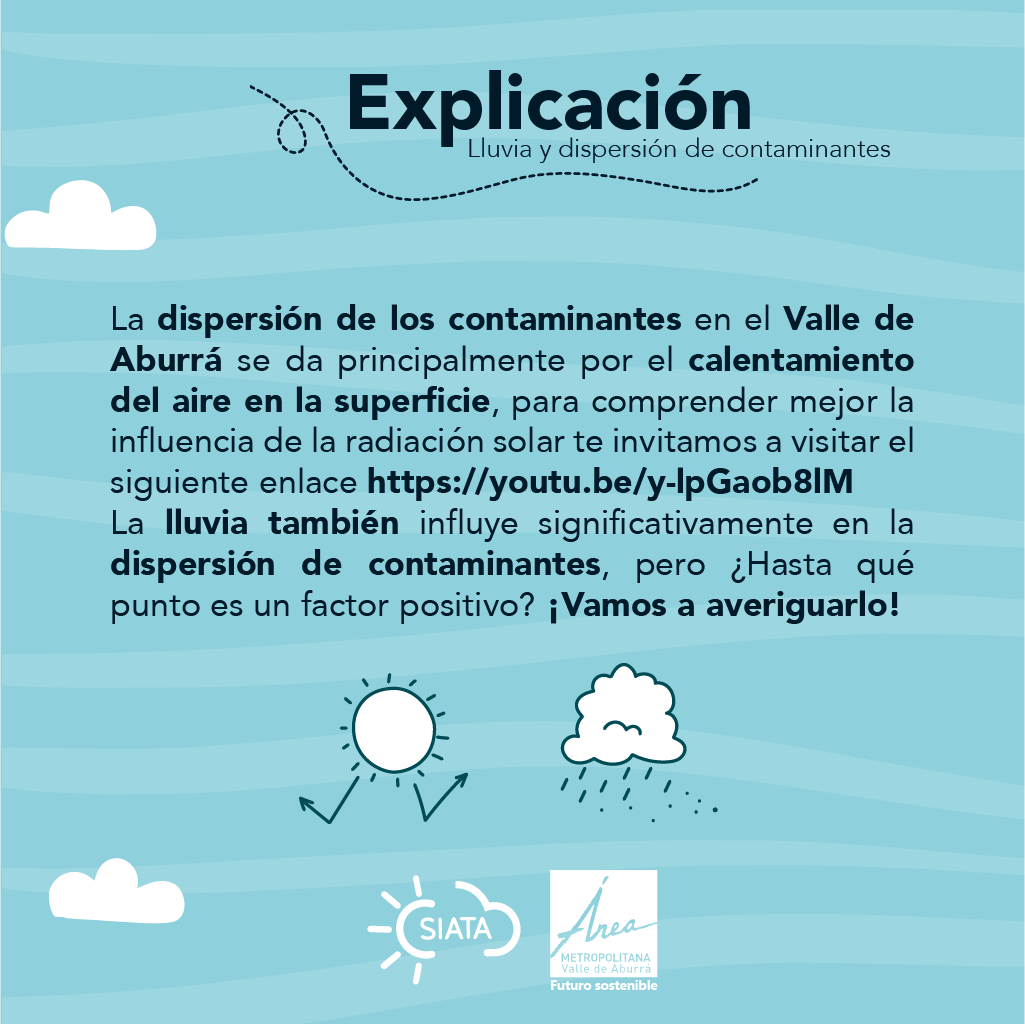 Explicación
Lluvia y dispersión de contaminantes
La dispersión de los contaminantes en el Valle de
Aburrá se da principalmente por el calentamiento
del aire en la superficie, para comprender mejor la
influencia de la radiación solar te invitamos a visitar el
siguiente enlace https://youtu.be/y-lpGaob8lM
La lluvia también influye significativamente en la
dispersión de contaminantes, pero ¿Hasta qué
punto es un factor positivo? ¡Vamos a averiguarlo!
SIATA
Área
METROPOLITANA
Valle de Aburrá
Futuro sostenible